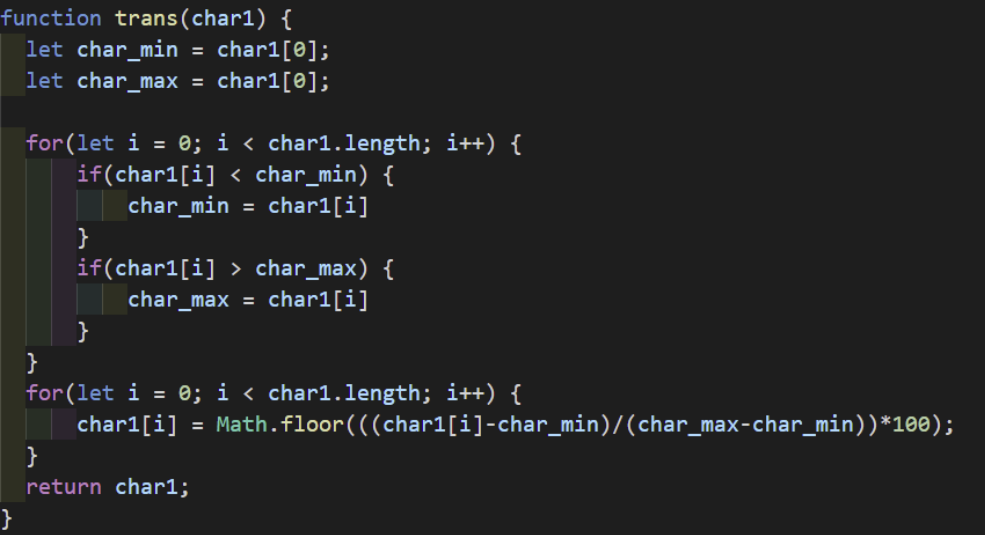 function trans(char1) {
let char_min = char1[0];
let char_max = char1[0];
for(let i = 0; i < char1.length; i++) {
if(char1[i] < char_min) {
char_min = char1[i]
}
if(char1[i] > char_max) {
char_max = char1[i]
}
}
for(let i = 0; i < char1.length; i++) {
char1[i] = Math.floor(((char1[i]-char_min)/(char_max-char_min))*100);
}
return char1;
}